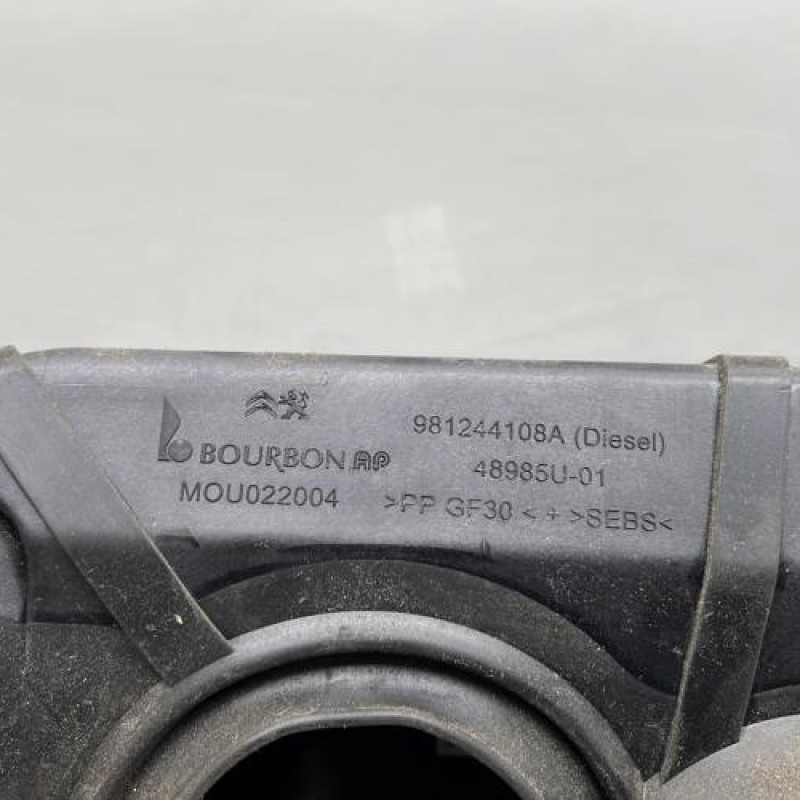 BOURBON AP
MOU022004
981244108A (Diesel)
48985U-01
>PP GF30 < + >SEBS<